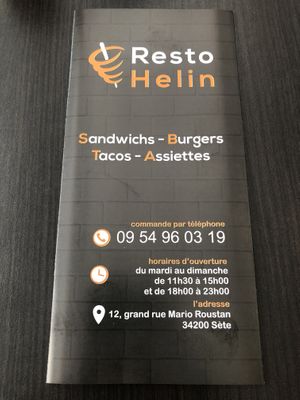 Resto
Helin
Sandwichs - Burgers
Tacos - Assiettes
commande par téléphone
09 54 96 03 19
horaires d'ouverture
du mardi au dimanche
de 11h30 à 15h00
et de 18h00 à 23h00
l'adresse
12, grand rue Mario Roustan
34200 Sète